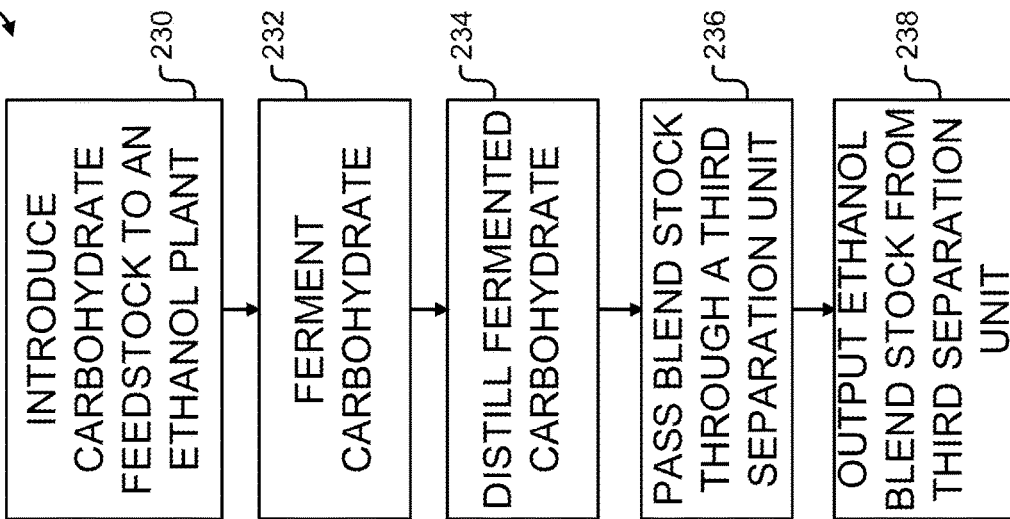 INTRODUCE
CARBOHYDRATE
FEEDSTOCK TO AN
ETHANOL PLANT
230
FERMENT
CARBOHYDRATE
232
DISTILL FERMENTED
CARBOHYDRATE
234
PASS BLEND STOCK
THROUGH A THIRD
SEPARATION UNIT
236
OUTPUT ETHANOL
BLEND STOCK FROM
THIRD SEPARATION
UNIT
238